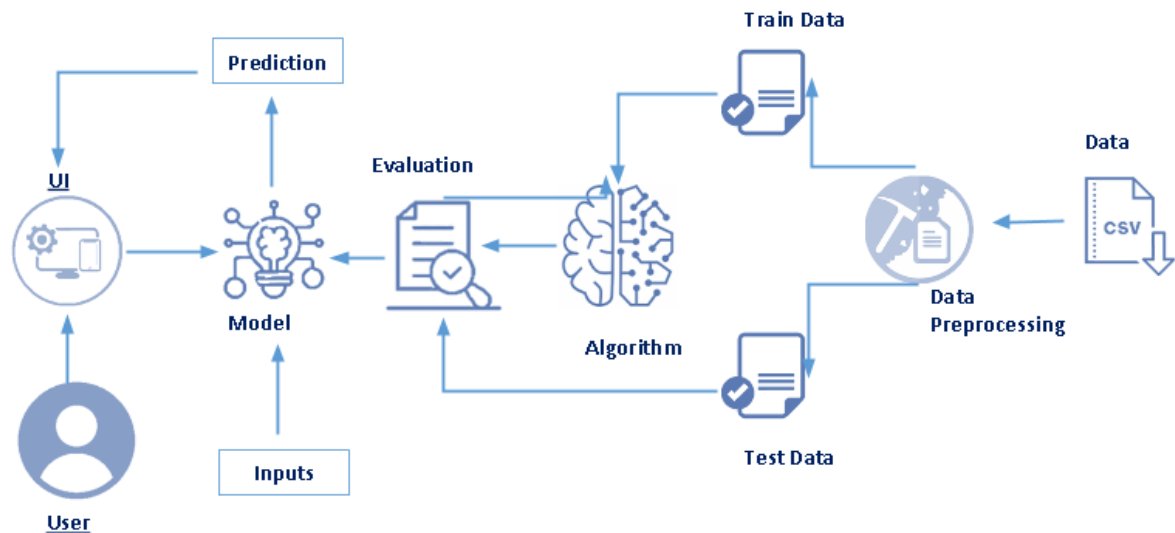 Train Data
Prediction
Data
Evaluation
UI
CSV
Data
Preprocessing
Model
Algorithm
Inputs
Test Data
User